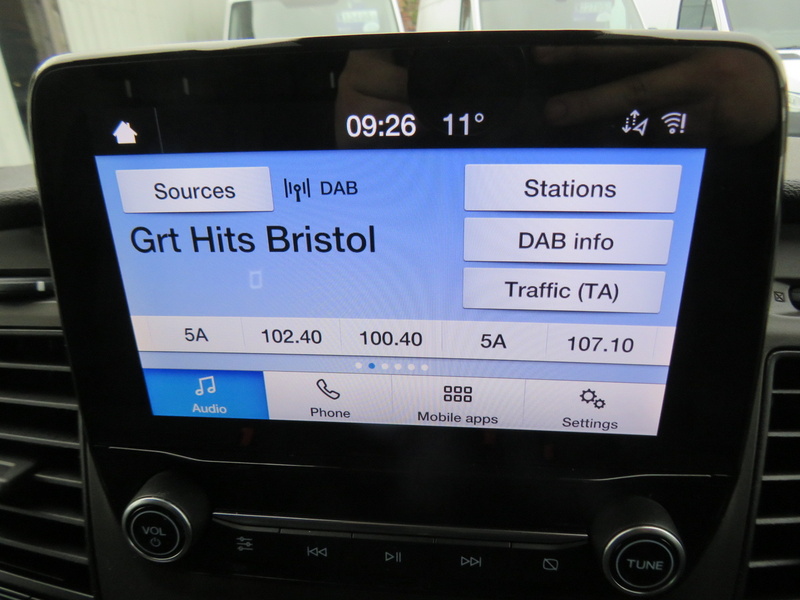 09:26 11°
Sources DAB Stations
Grt Hits Bristol DAB info
Traffic (TA)
5A 102.40 100.40 5A 107.10
Audio Phone Mobile apps Settings
VOL TUNE